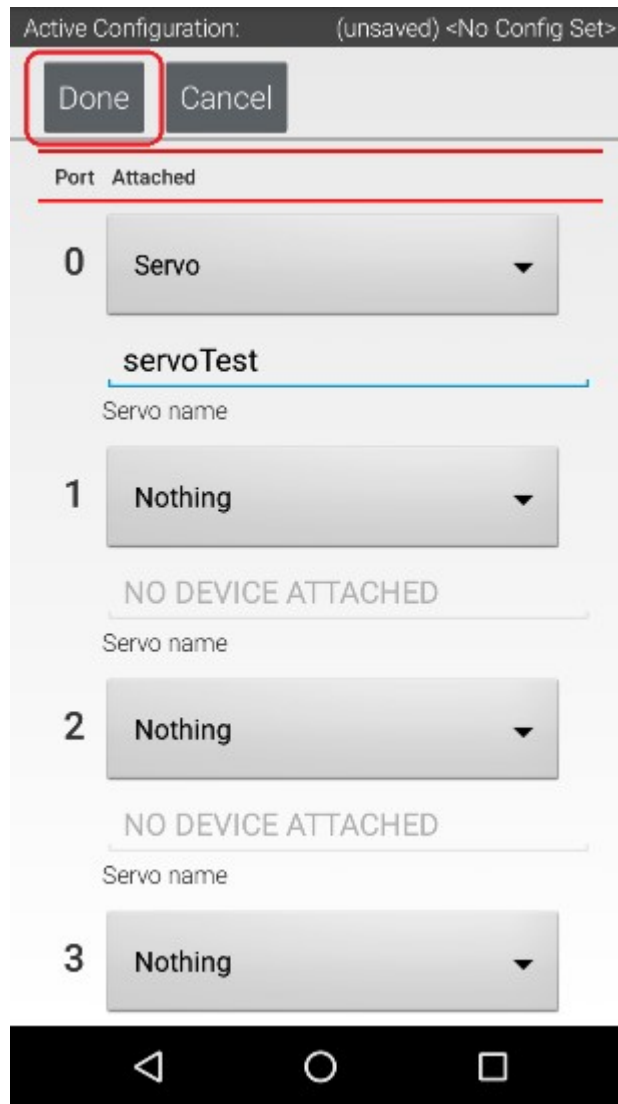 Active Configuration: (unsaved) <No Config Set>
Done Cancel
Port Attached
0 Servo
servoTest
Servo name
1 Nothing
NO DEVICE ATTACHED
Servo name
2 Nothing
NO DEVICE ATTACHED
Servo name
3 Nothing